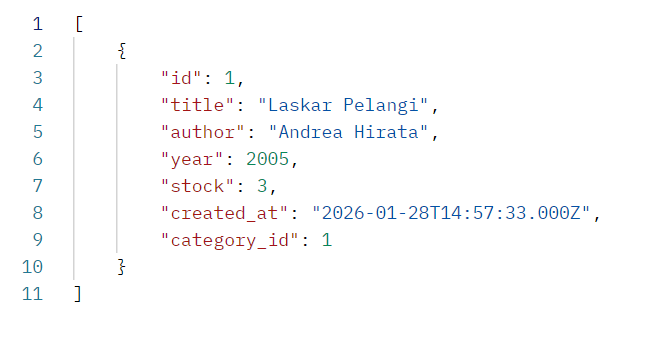 1 [
2 {
3 "id": 1,
4 "title": "Laskar Pelangi",
5 "author": "Andrea Hirata",
6 "year": 2005,
7 "stock": 3,
8 "created_at": "2026-01-28T14:57:33.000Z",
9 "category_id": 1
10 }
11 ]